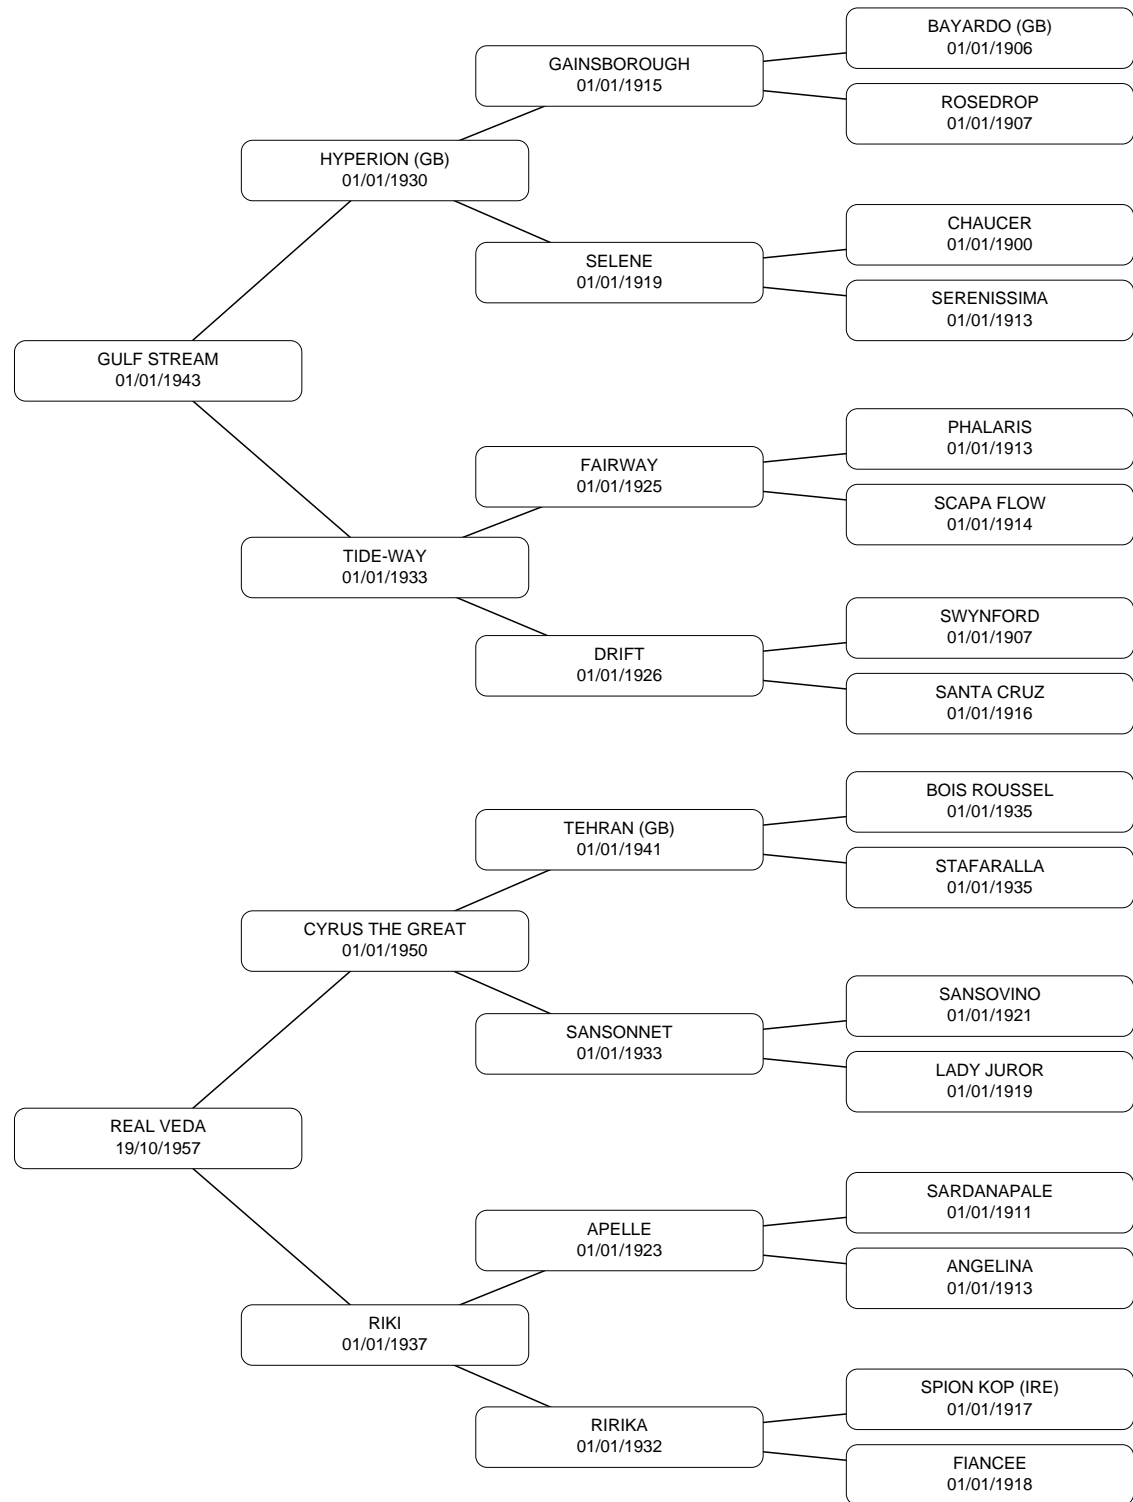 BAYARDO (GB)
01/01/1906
GAINSBOROUGH
01/01/1915
ROSEDROP
01/01/1907
HYPERION (GB)
01/01/1930
CHAUCER
01/01/1900
SELENE
01/01/1919
SERENISSIMA
01/01/1913
GULF STREAM
01/01/1943
PHALARIS
01/01/1913
FAIRWAY
01/01/1925
SCAPA FLOW
01/01/1914
TIDE-WAY
01/01/1933
SWYNFORD
01/01/1907
DRIFT
01/01/1926
SANTA CRUZ
01/01/1916
BOIS ROUSSEL
01/01/1935
TEHRAN (GB)
01/01/1941
STAFARALLA
01/01/1935
CYRUS THE GREAT
01/01/1950
SANSOVINO
01/01/1921
SANSONNET
01/01/1933
LADY JUROR
01/01/1919
REAL VEDA
19/10/1957
SARDANAPALE
01/01/1911
APELLE
01/01/1923
ANGELINA
01/01/1913
RIKI
01/01/1937
SPION KOP (IRE)
01/01/1917
RIRIKA
01/01/1932
FIANCEE
01/01/1918